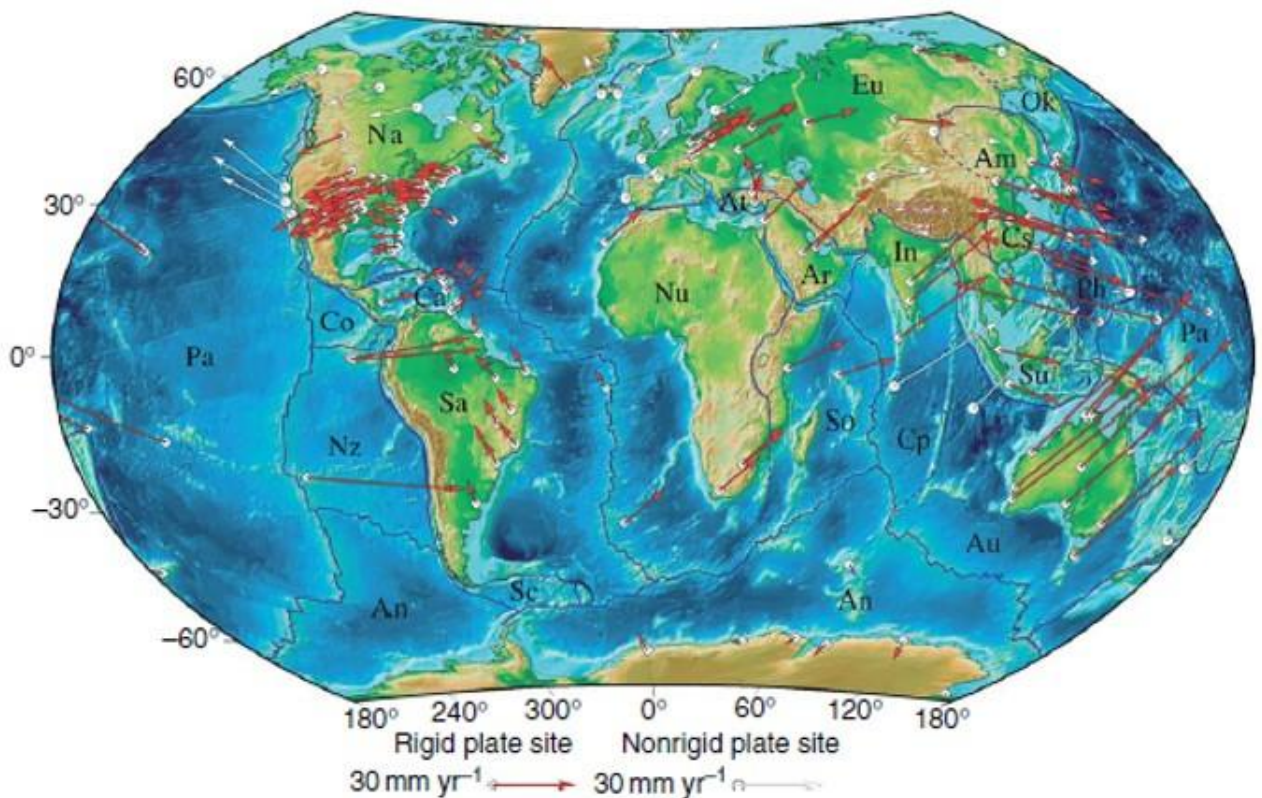 60°
30°
0°
−30°
−60°
Na
Eu
Ok
Am
At
Cs
In
Ca
Nu
Ar
Ph
Co
Pa
Pa
Su
Sa
So
Nz
Cp
Au
An
Sc
An
180° 240° 300° 0° 60° 120° 180°
Rigid plate site Nonrigid plate site
30 mm yr⁻¹ 30 mm yr⁻¹